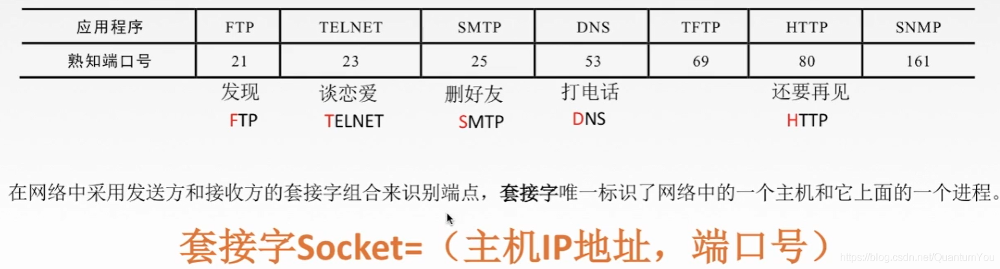 应用程序 FTP TELNET SMTP DNS TFTP HTTP SNMP
熟知端口号 21 23 25 53 69 80 161
发现 谈恋爱 删好友 打电话 还要再见
FTP TELNET SMTP DNS HTTP
在网络中采用发送方和接收方的套接字组合来识别端点，套接字唯一标识了网络中的一个主机和它上面的一个进程。
套接字Socket=（主机IP地址，端口号）
https://blog.csdn.net/QuantumYou